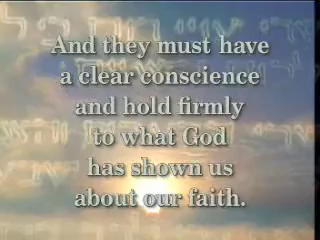 And they must have
a clear conscience
and hold firmly
to what God
has shown us
about our faith.